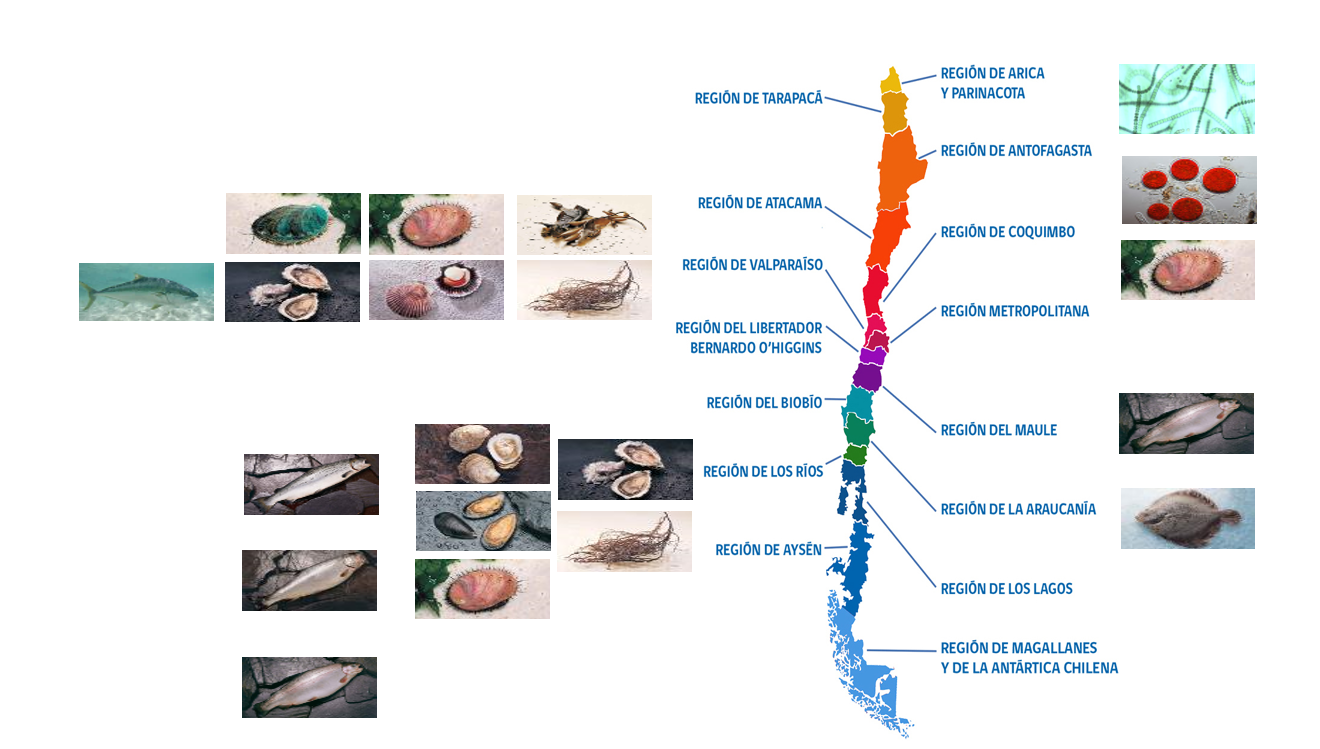 REGIÓN DE ARICA
Y PARINACOTA
REGIÓN DE TARAPACÁ
REGIÓN DE ANTOFAGASTA
REGIÓN DE ATACAMA
REGIÓN DE COQUIMBO
REGIÓN DE VALPARAÍSO
REGIÓN METROPOLITANA
REGIÓN DEL LIBERTADOR
BERNARDO O'HIGGINS
REGIÓN DEL BIOBÍO
REGIÓN DEL MAULE
REGIÓN DE LOS RÍOS
REGIÓN DE LA ARAUCANÍA
REGIÓN DE AYSÉN
REGIÓN DE LOS LAGOS
REGIÓN DE MAGALLANES
Y DE LA ANTÁRTICA CHILENA